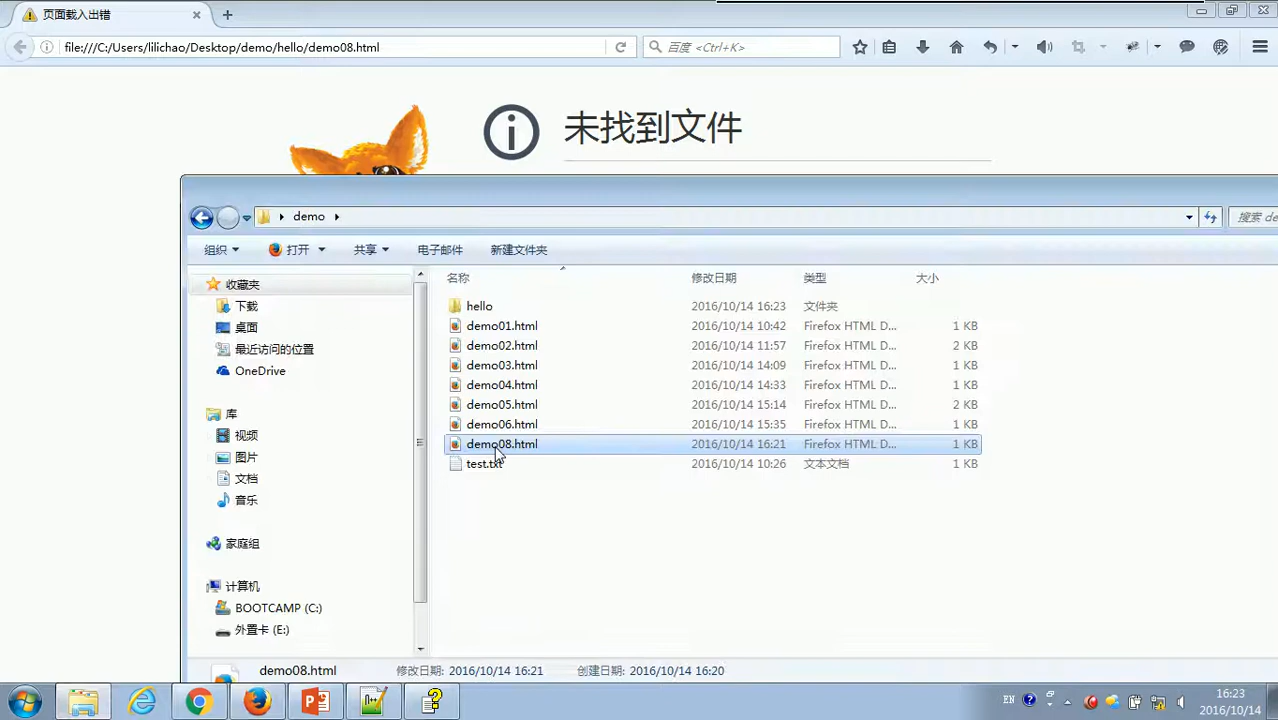 页面载入出错
file:///C:/Users/lilichao/Desktop/demo/hello/demo08.html
百度 <Ctrl+K>
未找到文件
demo
搜索 de
组织 打开 共享 电子邮件 新建文件夹
名称 修改日期 类型 大小
收藏夹
下载
桌面
最近访问的位置
OneDrive
库
视频
图片
文档
音乐
家庭组
计算机
BOOTCAMP (C:)
外置卡 (E:)
hello 2016/10/14 16:23 文件夹
demo01.html 2016/10/14 10:42 Firefox HTML D... 1 KB
demo02.html 2016/10/14 11:57 Firefox HTML D... 2 KB
demo03.html 2016/10/14 14:09 Firefox HTML D... 1 KB
demo04.html 2016/10/14 14:33 Firefox HTML D... 1 KB
demo05.html 2016/10/14 15:14 Firefox HTML D... 2 KB
demo06.html 2016/10/14 15:35 Firefox HTML D... 1 KB
demo08.html 2016/10/14 16:21 Firefox HTML D... 1 KB
test.txt 2016/10/14 10:26 文本文档 1 KB
demo08.html 修改日期: 2016/10/14 16:21 创建日期: 2016/10/14 16:20
EN
16:23
2016/10/14